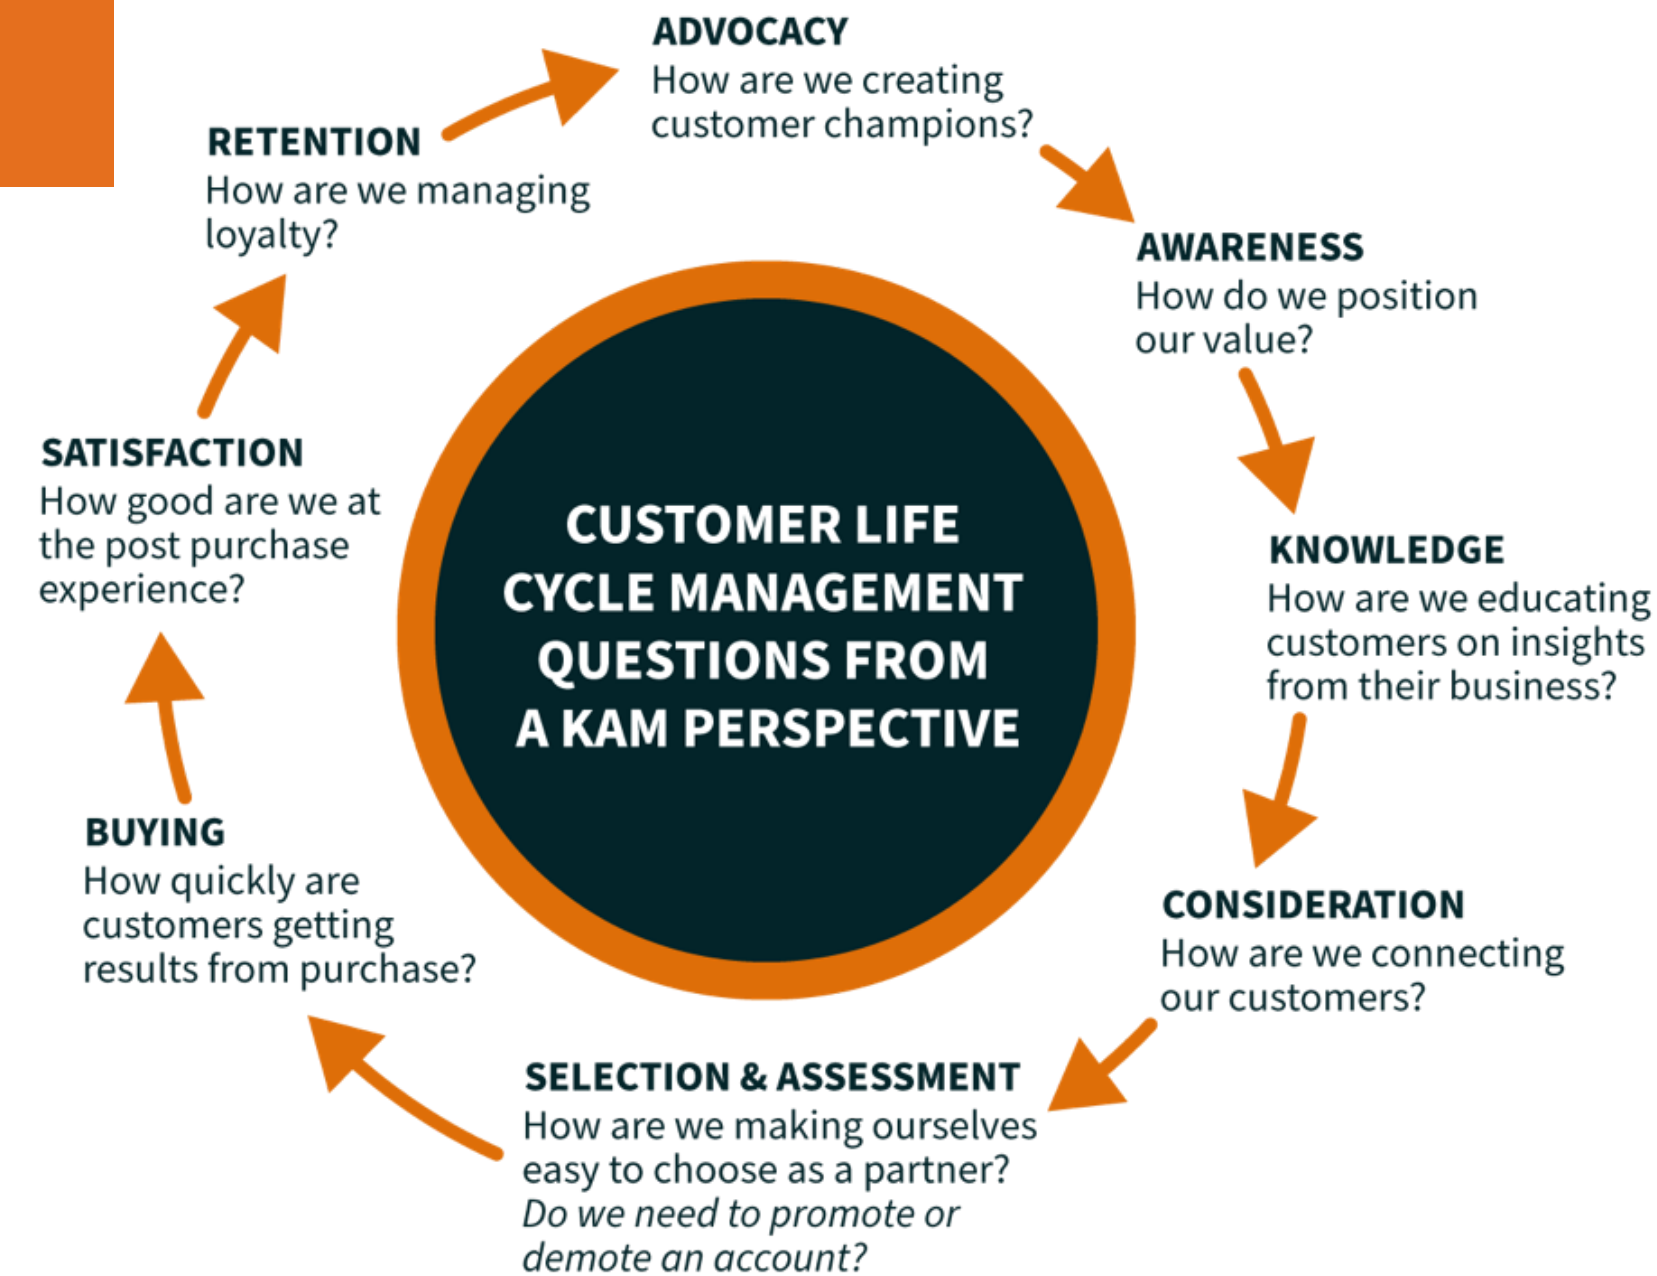 ADVOCACY
How are we creating
customer champions?
AWARENESS
How do we position
our value?
KNOWLEDGE
How are we educating
customers on insights
from their business?
CONSIDERATION
How are we connecting
our customers?
SELECTION & ASSESSMENT
How are we making ourselves
easy to choose as a partner?
Do we need to promote or
demote an account?
BUYING
How quickly are
customers getting
results from purchase?
SATISFACTION
How good are we at
the post purchase
experience?
RETENTION
How are we managing
loyalty?
CUSTOMER LIFE
CYCLE MANAGEMENT
QUESTIONS FROM
A KAM PERSPECTIVE